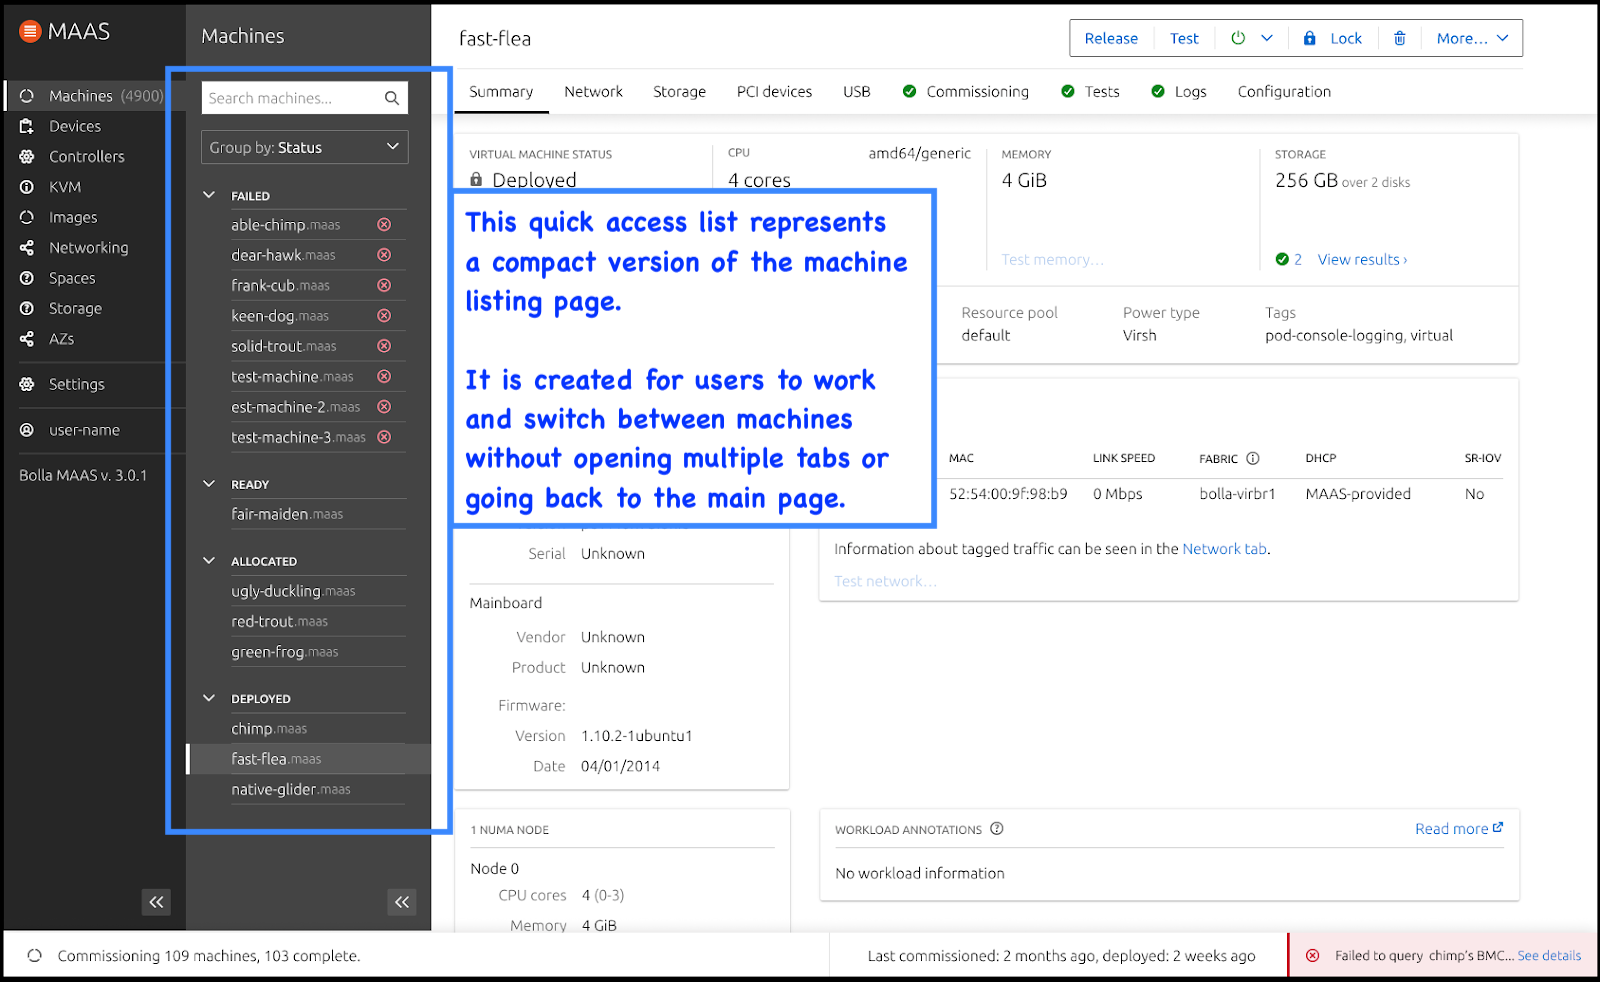 MAAS
Machines (4900)
Devices
Controllers
KVM
Images
Networking
Spaces
Storage
AZs
Settings
user-name
Bolla MAAS v. 3.0.1
Machines
Search machines...
Group by: Status
FAILED
able-chimp.maas
dear-hawk.maas
frank-cub.maas
keen-dog.maas
solid-trout.maas
test-machine.maas
est-machine-2.maas
test-machine-3.maas
READY
fair-maiden.maas
ALLOCATED
ugly-duckling.maas
red-trout.maas
green-frog.maas
DEPLOYED
chimp.maas
fast-flea.maas
native-glider.maas
fast-flea
Release Test Lock More...
Summary Network Storage PCI devices USB Commissioning Tests Logs Configuration
VIRTUAL MACHINE STATUS
Deployed
CPU amd64/generic
4 cores
MEMORY
4 GiB
Test memory...
STORAGE
256 GB over 2 disks
2 View results ›
This quick access list represents
a compact version of the machine
listing page.
It is created for users to work
and switch between machines
without opening multiple tabs or
going back to the main page.
Resource pool
default
Power type
Virsh
Tags
pod-console-logging, virtual
MAC LINK SPEED FABRIC DHCP SR-IOV
52:54:00:9f:98:b9 0 Mbps bolla-virbr1 MAAS-provided No
Information about tagged traffic can be seen in the Network tab.
Test network...
Serial Unknown
Mainboard
Vendor Unknown
Product Unknown
Firmware:
Version 1.10.2-1ubuntu1
Date 04/01/2014
1 NUMA NODE
Node 0
CPU cores 4 (0-3)
Memory 4 GiB
WORKLOAD ANNOTATIONS Read more
No workload information
Commissioning 109 machines, 103 complete.
Last commissioned: 2 months ago, deployed: 2 weeks ago
Failed to query chimp's BMC... See details